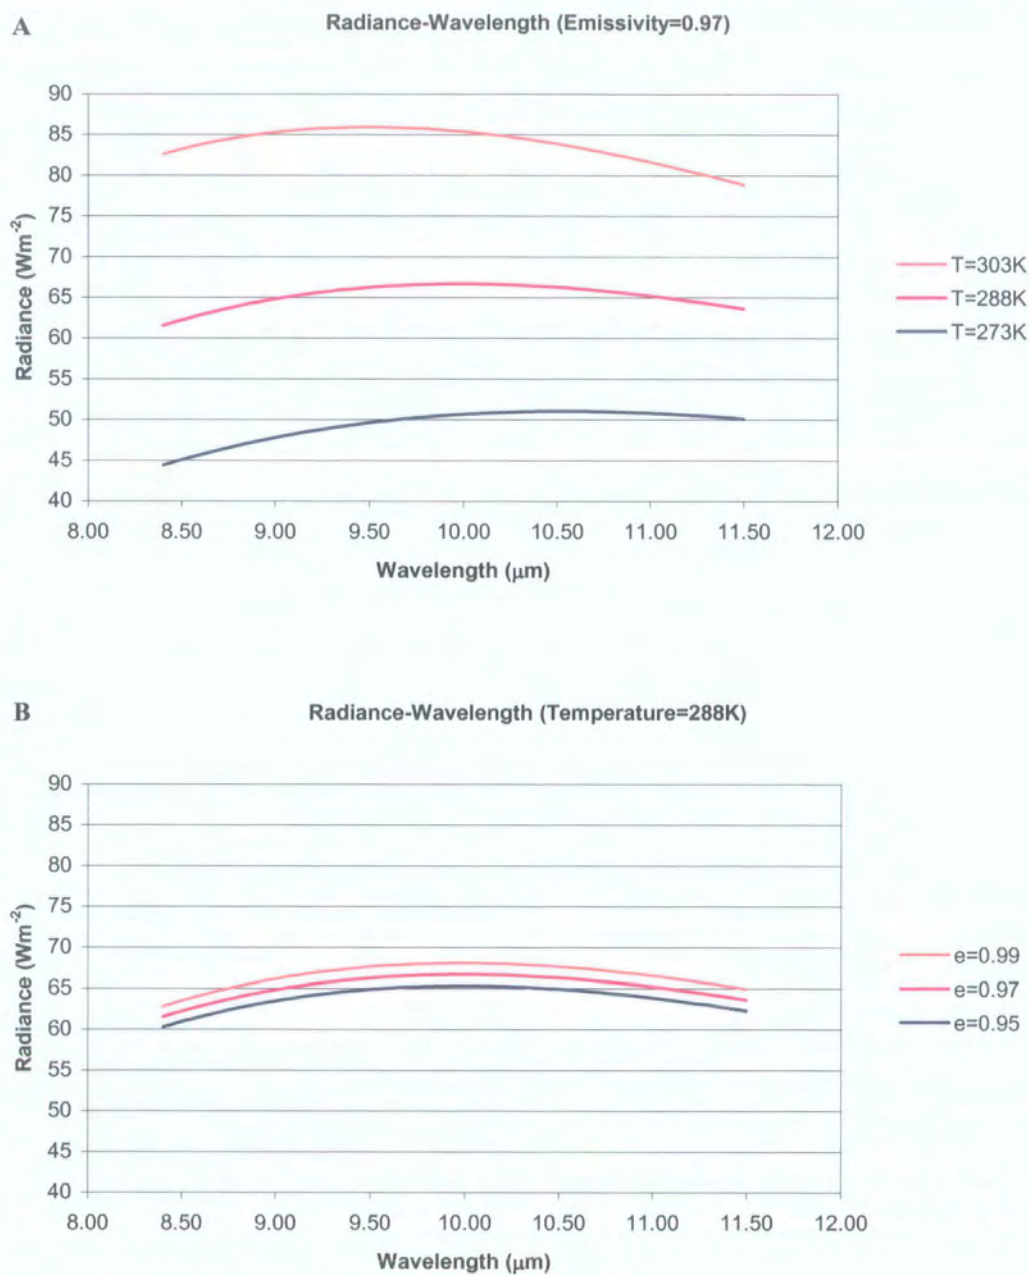 A
Radiance-Wavelength (Emissivity=0.97)
90
85
80
75
70
65
60
55
50
45
40
Radiance (Wm-2)
8.00 8.50 9.00 9.50 10.00 10.50 11.00 11.50 12.00
Wavelength (μm)
T=303K
T=288K
T=273K
B
Radiance-Wavelength (Temperature=288K)
90
85
80
75
70
65
60
55
50
45
40
Radiance (Wm-2)
8.00 8.50 9.00 9.50 10.00 10.50 11.00 11.50 12.00
Wavelength (μm)
e=0.99
e=0.97
e=0.95